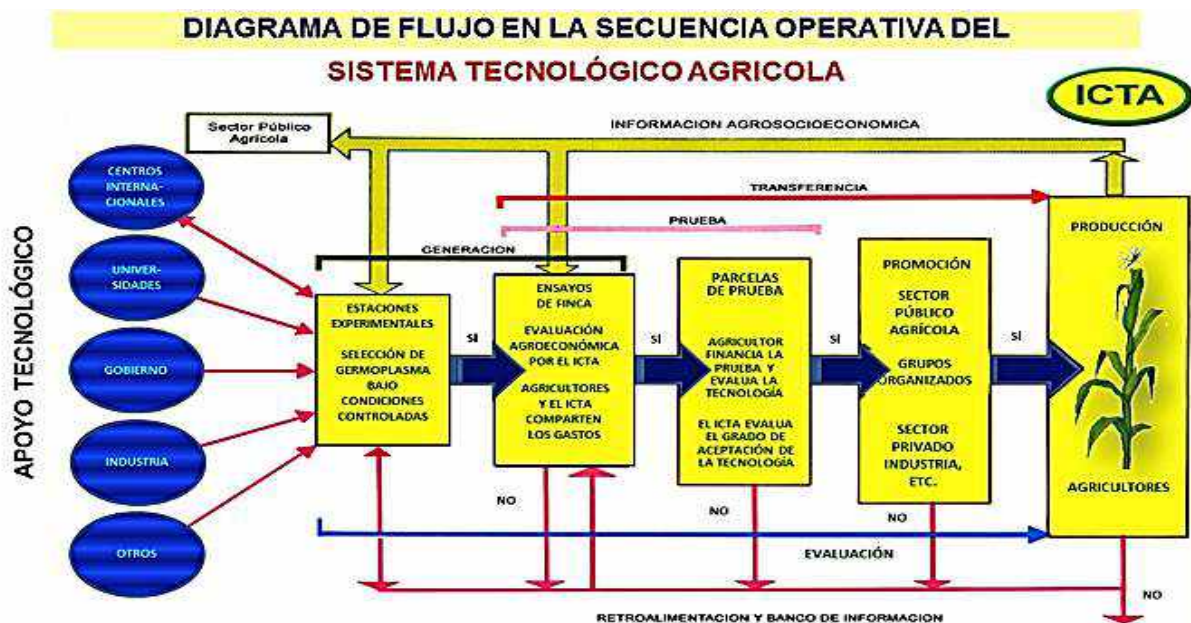 DIAGRAMA DE FLUJO EN LA SECUENCIA OPERATIVA DEL
SISTEMA TECNOLÓGICO AGRICOLA
ICTA
Sector Público
Agrícola
INFORMACION AGROSOCIOECONOMICA
TRANSFERENCIA
PRUEBA
GENERACION
APOYO TECNOLÓGICO
CENTROS
INTERNA-
CIONALES
UNIVER-
SIDADES
GOBIERNO
INDUSTRIA
OTROS
ESTACIONES
EXPERIMENTALES
SELECCIÓN DE
GERMOPLASMA
BAJO
CONDICIONES
CONTROLADAS
SI
ENSAYOS
DE FINCA
EVALUACIÓN
AGROECONÓMICA
POR EL ICTA
AGRICULTORES
Y EL ICTA
COMPARTEN
LOS GASTOS
SI
PARCELAS
DE PRUEBA
AGRICULTOR
FINANCIA LA
PRUEBA Y
EVALUA LA
TECNOLOGÍA
EL ICTA EVALUA
EL GRADO DE
ACEPTACIÓN DE
LA TECNOLOGÍA
SI
PROMOCIÓN
SECTOR
PÚBLICO
AGRÍCOLA
GRUPOS
ORGANIZADOS
SECTOR
PRIVADO
INDUSTRIA,
ETC.
SI
PRODUCCIÓN
AGRICULTORES
NO
NO
NO
NO
EVALUACIÓN
RETROALIMENTACION Y BANCO DE INFORMACION